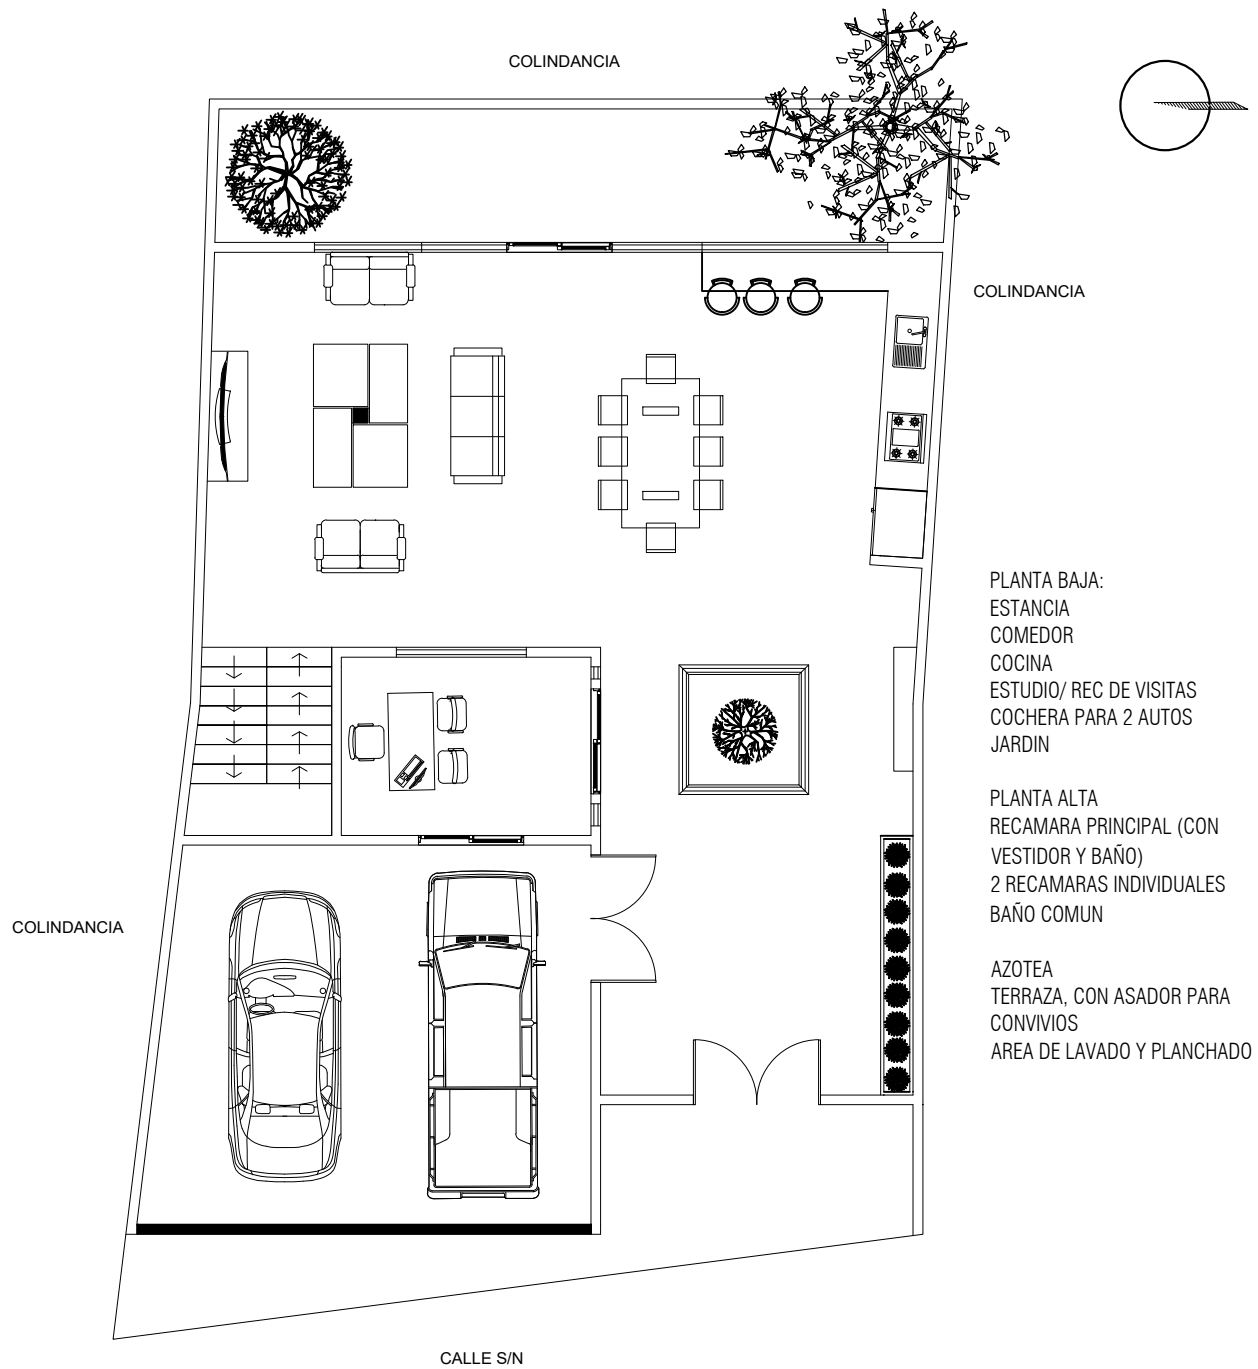 COLINDANCIA
COLINDANCIA
PLANTA BAJA:
ESTANCIA
COMEDOR
COCINA
ESTUDIO/ REC DE VISITAS
COCHERA PARA 2 AUTOS
JARDIN
PLANTA ALTA
RECAMARA PRINCIPAL (CON
VESTIDOR Y BAÑO)
2 RECAMARAS INDIVIDUALES
BAÑO COMUN
AZOTEA
TERRAZA, CON ASADOR PARA
CONVIVIOS
AREA DE LAVADO Y PLANCHADO
COLINDANCIA
CALLE S/N